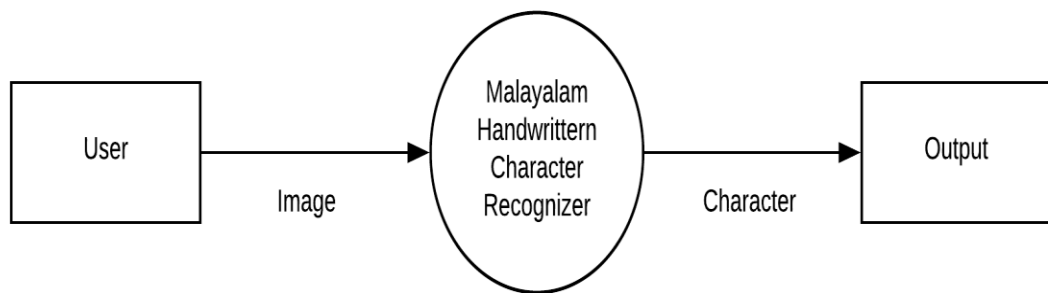 User
Image
Malayalam
Handwrittern
Character
Recognizer
Character
Output